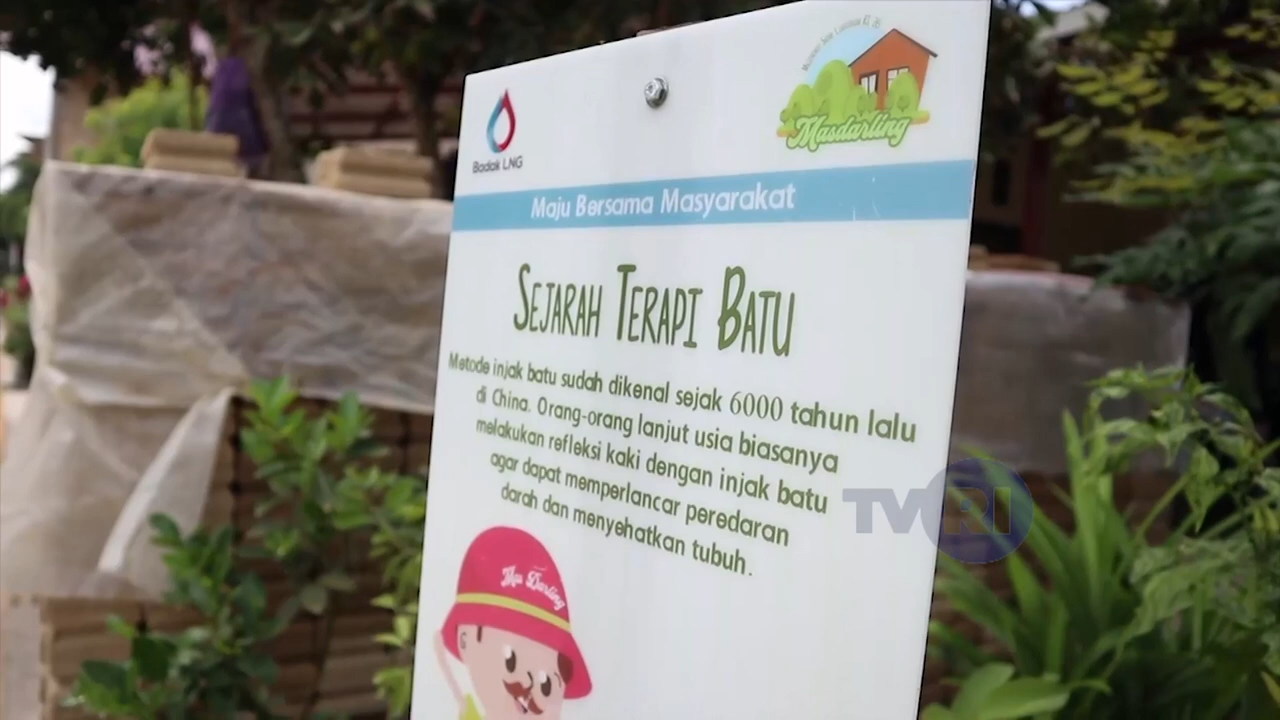 Badak LNG
Masdarling
Maju Bersama Masyarakat
SEJARAH TERAPI BATU
Metode injak batu sudah dikenal sejak 6000 tahun lalu
di China. Orang-orang lanjut usia biasanya
melakukan refleksi kaki dengan injak batu
agar dapat memperlancar peredaran
darah dan menyehatkan tubuh.
TVRI
Mas Darling